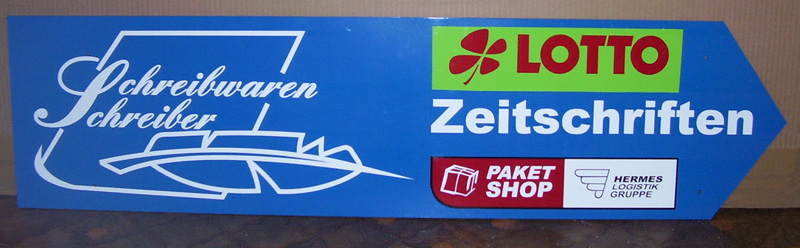 Schreibwaren
Schreiber
LOTTO
Zeitschriften
PAKET
SHOP
HERMES
LOGISTIK
GRUPPE